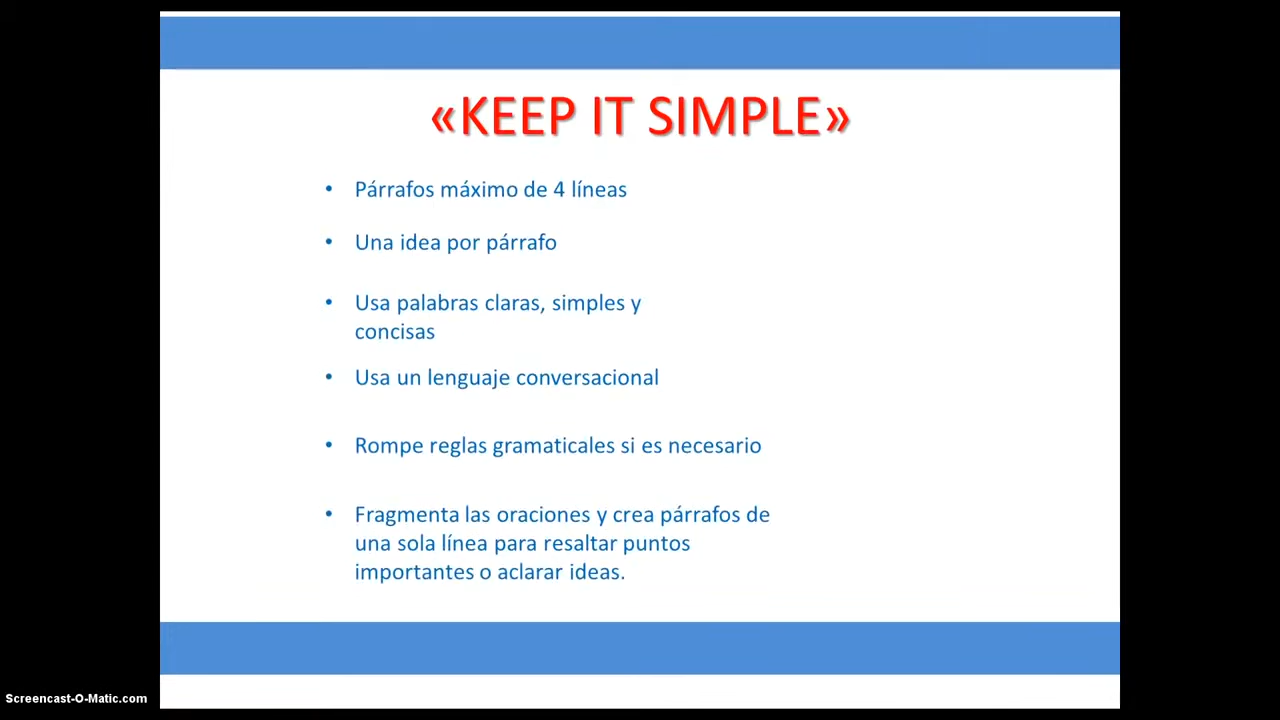 «KEEP IT SIMPLE»
• Párrafos máximo de 4 líneas
• Una idea por párrafo
• Usa palabras claras, simples y
concisas
• Usa un lenguaje conversacional
• Rompe reglas gramaticales si es necesario
• Fragmenta las oraciones y crea párrafos de
una sola línea para resaltar puntos
importantes o aclarar ideas.
Screencast-O-Matic.com